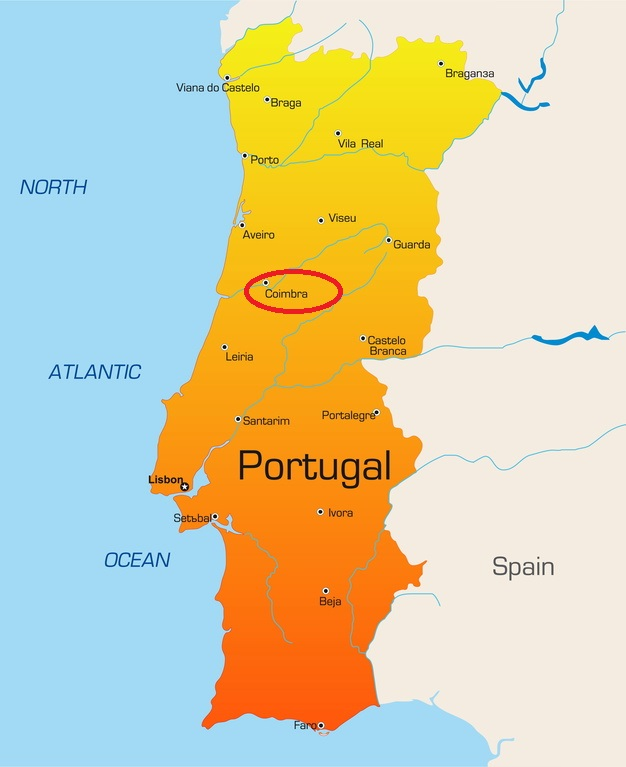 Braganза
Viana do Castelo
Braga
Vila Real
Porto
NORTH
Viseu
Aveiro
Guarda
Coimbra
Castelo
Branca
Leiria
ATLANTIC
Portalegre
Santarim
Portugal
Lisbon
Ivora
Setъbal
OCEAN
Spain
Beja
Faro